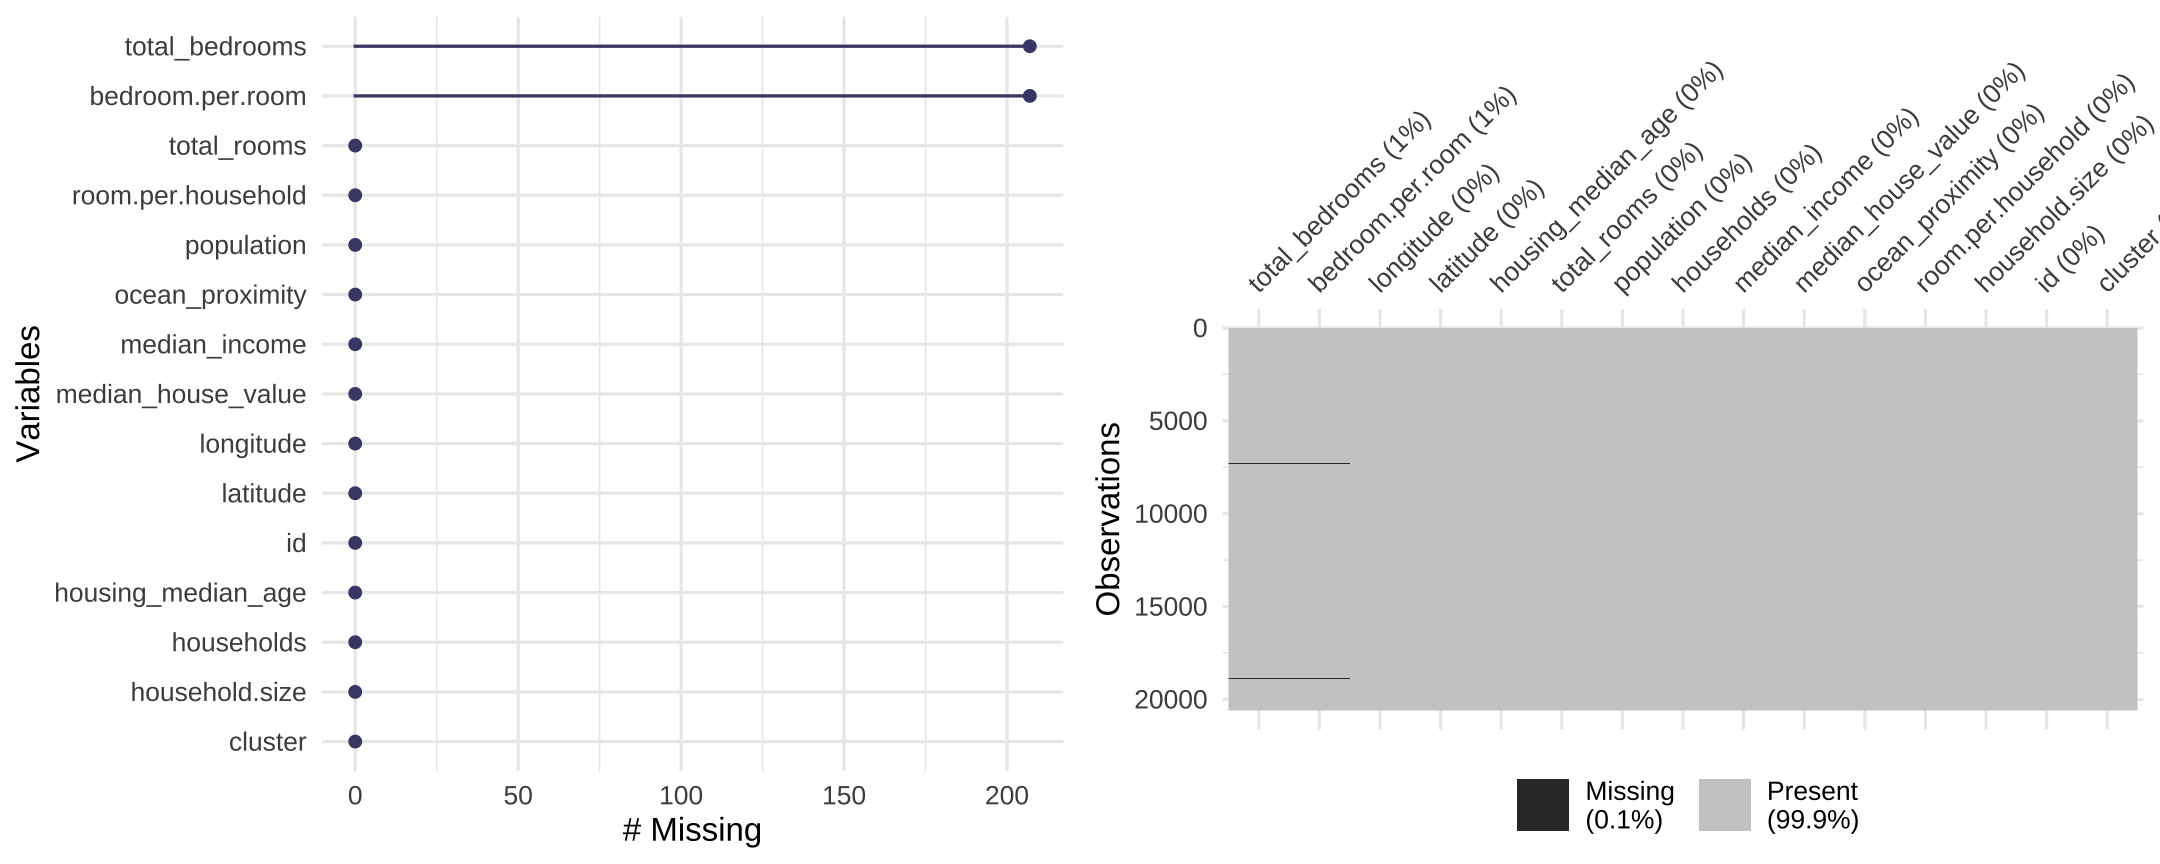 total_bedrooms
bedroom.per.room
total_rooms
room.per.household
population
ocean_proximity
median_income
median_house_value
longitude
latitude
id
housing_median_age
households
household.size
cluster
Variables
0
50
100
150
200
# Missing
total_bedrooms (1%)
bedroom.per.room (1%)
longitude (0%)
latitude (0%)
housing_median_age (0%)
total_rooms (0%)
population (0%)
households (0%)
median_income (0%)
median_house_value (0%)
ocean_proximity (0%)
room.per.household (0%)
household.size (0%)
id (0%)
cluster
0
5000
10000
15000
20000
Observations
Missing
(0.1%)
Present
(99.9%)